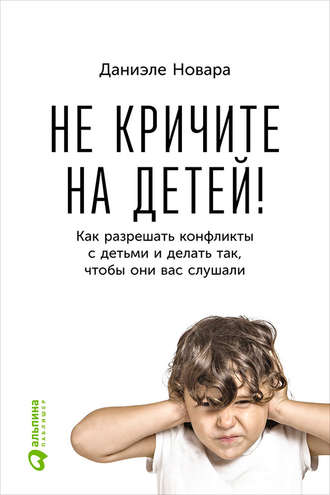 Даниэле Новара
НЕ КРИЧИТЕ
НА ДЕТЕЙ!
Как разрешать конфликты
с детьми и делать так,
чтобы они вас слушали
альпина
ПАБЛИШЕР